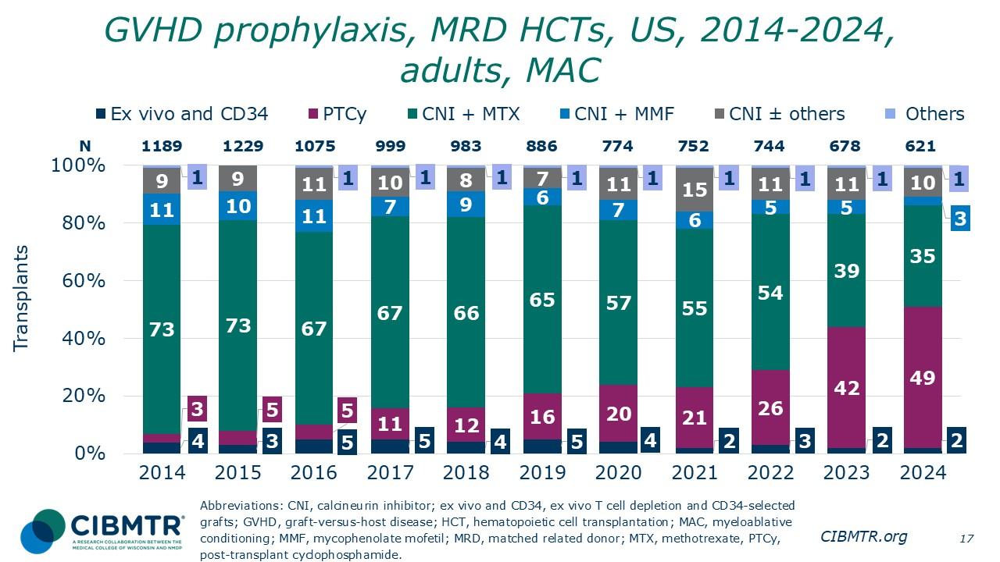 GVHD prophylaxis, MRD HCTs, US, 2014-2024,
adults, MAC
Ex vivo and CD34 PTCy CNI + MTX CNI + MMF CNI ± others Others
N 1189 1229 1075 999 983 886 774 752 744 678 621
100%
80%
60%
40%
20%
0%
Transplants
9 1 9 11 1 10 1 8 1 7 1 11 1 15 1 11 1 11 1 10 1
11 10 11 7 9 6 7 6 5 5 3
73 73 67 67 66 65 57 55 54 39 35
3 5 5 11 12 16 20 21 26 42 49
4 3 5 5 4 5 4 2 3 2 2
2014 2015 2016 2017 2018 2019 2020 2021 2022 2023 2024
CIBMTR®
A RESEARCH COLLABORATION BETWEEN THE
MEDICAL COLLEGE OF WISCONSIN AND NMDP
Abbreviations: CNI, calcineurin inhibitor; ex vivo and CD34, ex vivo T cell depletion and CD34-selected
grafts; GVHD, graft-versus-host disease; HCT, hematopoietic cell transplantation; MAC, myeloablative
conditioning; MMF, mycophenolate mofetil; MRD, matched related donor; MTX, methotrexate, PTCy,
post-transplant cyclophosphamide.
CIBMTR.org
17